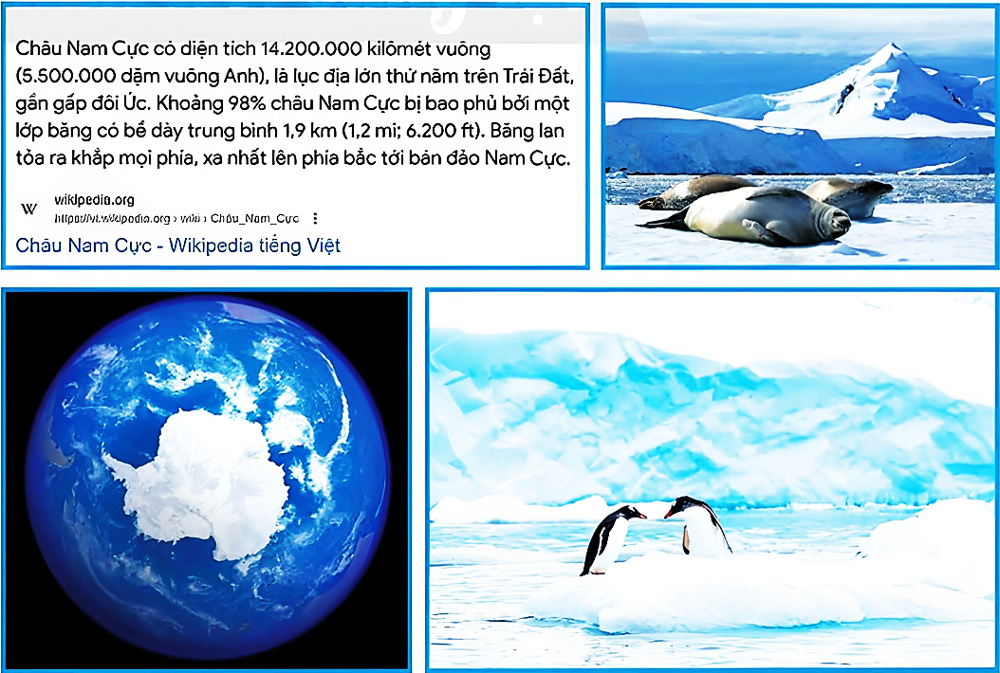 Châu Nam Cực có diện tích 14.200.000 kilômét vuông
(5.500.000 dặm vuông Anh), là lục địa lớn thứ năm trên Trái Đất,
gần gấp đôi Úc. Khoảng 98% châu Nam Cực bị bao phủ bởi một
lớp băng có bề dày trung bình 1,9 km (1,2 mi; 6.200 ft). Băng lan
tỏa ra khắp mọi phía, xa nhất lên phía bắc tới bán đảo Nam Cực.
W
wikipedia.org
https://vi.wikipedia.org › wiki › Châu_Nam_Cực
Châu Nam Cực - Wikipedia tiếng Việt